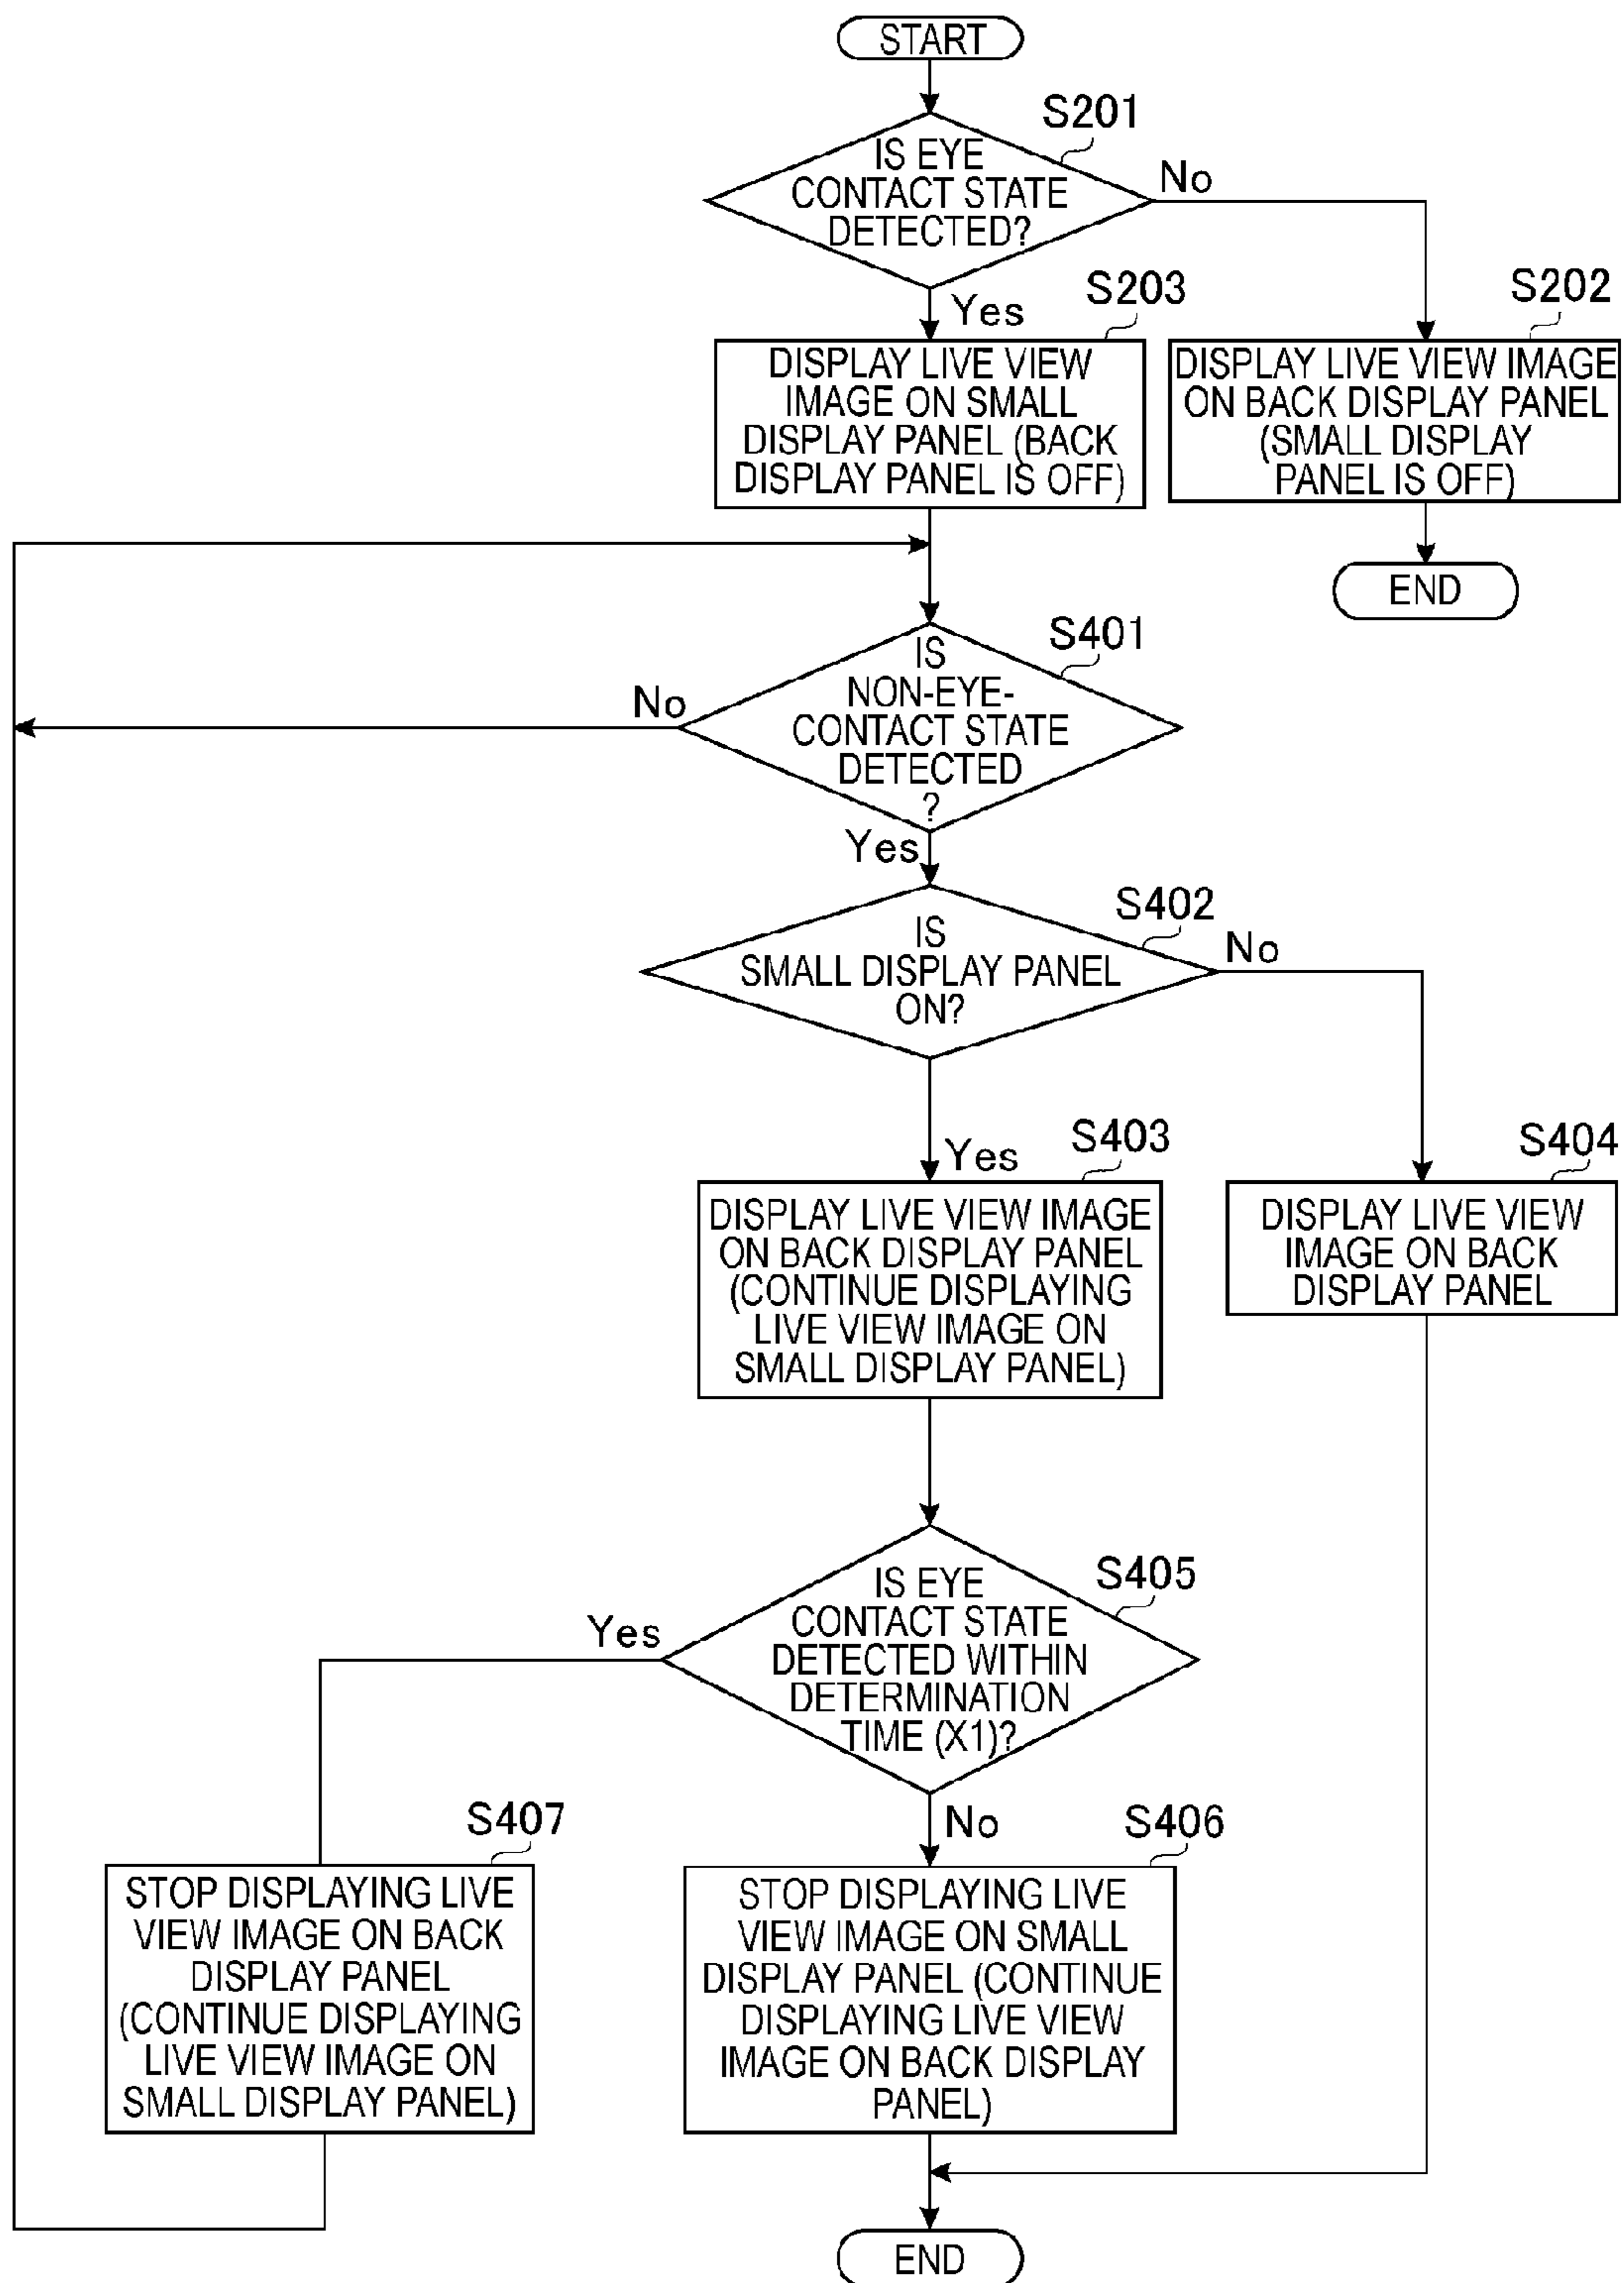 START
S201
IS EYE
CONTACT STATE
DETECTED?
No
Yes
S203
DISPLAY LIVE VIEW
IMAGE ON SMALL
DISPLAY PANEL (BACK
DISPLAY PANEL IS OFF)
S202
DISPLAY LIVE VIEW IMAGE
ON BACK DISPLAY PANEL
(SMALL DISPLAY
PANEL IS OFF)
END
S401
IS
NON-EYE-
CONTACT STATE
DETECTED
?
No
Yes
S402
IS
SMALL DISPLAY PANEL
ON?
No
Yes
S403
DISPLAY LIVE VIEW IMAGE
ON BACK DISPLAY PANEL
(CONTINUE DISPLAYING
LIVE VIEW IMAGE ON
SMALL DISPLAY PANEL)
S404
DISPLAY LIVE VIEW
IMAGE ON BACK
DISPLAY PANEL
S405
IS EYE
CONTACT STATE
DETECTED WITHIN
DETERMINATION
TIME (X1)?
Yes
No
S407
STOP DISPLAYING LIVE
VIEW IMAGE ON BACK
DISPLAY PANEL
(CONTINUE DISPLAYING
LIVE VIEW IMAGE ON
SMALL DISPLAY PANEL)
S406
STOP DISPLAYING LIVE
VIEW IMAGE ON SMALL
DISPLAY PANEL (CONTINUE
DISPLAYING LIVE VIEW
IMAGE ON BACK DISPLAY
PANEL)
END